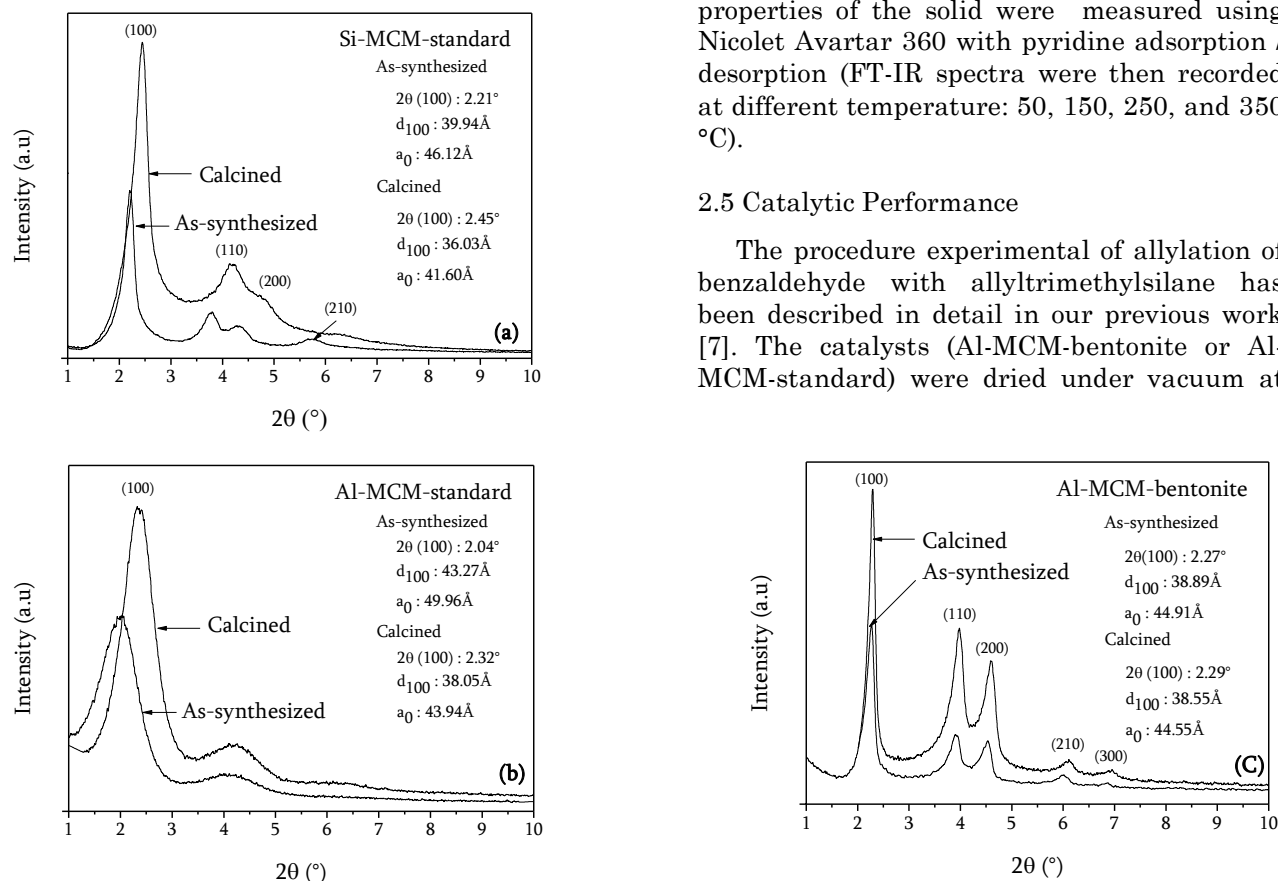 (100)
Si-MCM-standard
As-synthesized
2θ (100) : 2.21°
d100 : 39.94Å
a0 : 46.12Å
Calcined
2θ (100) : 2.45°
d100 : 36.03Å
a0 : 41.60Å
Calcined
As-synthesized
(110)
(200)
(210)
(a)
Intensity (a.u)
1 2 3 4 5 6 7 8 9 10
2θ (°)
properties of the solid were measured using
Nicolet Avartar 360 with pyridine adsorption /
desorption (FT-IR spectra were then recorded
at different temperature: 50, 150, 250, and 350
°C).
2.5 Catalytic Performance
The procedure experimental of allylation of
benzaldehyde with allyltrimethylsilane has
been described in detail in our previous work
[7]. The catalysts (Al-MCM-bentonite or Al-
MCM-standard) were dried under vacuum at
(100)
Al-MCM-standard
As-synthesized
2θ (100) : 2.04°
d100 : 43.27Å
a0 : 49.96Å
Calcined
2θ (100) : 2.32°
d100 : 38.05Å
a0 : 43.94Å
Calcined
As-synthesized
(b)
Intensity (a.u)
1 2 3 4 5 6 7 8 9 10
2θ (°)
(100)
Al-MCM-bentonite
As-synthesized
2θ(100) : 2.27°
d100 : 38.89Å
a0 : 44.91Å
Calcined
2θ (100) : 2.29°
d100 : 38.55Å
a0 : 44.55Å
Calcined
As-synthesized
(110)
(200)
(210)
(300)
(C)
Intensity (a.u)
1 2 3 4 5 6 7 8 9 10
2θ (°)